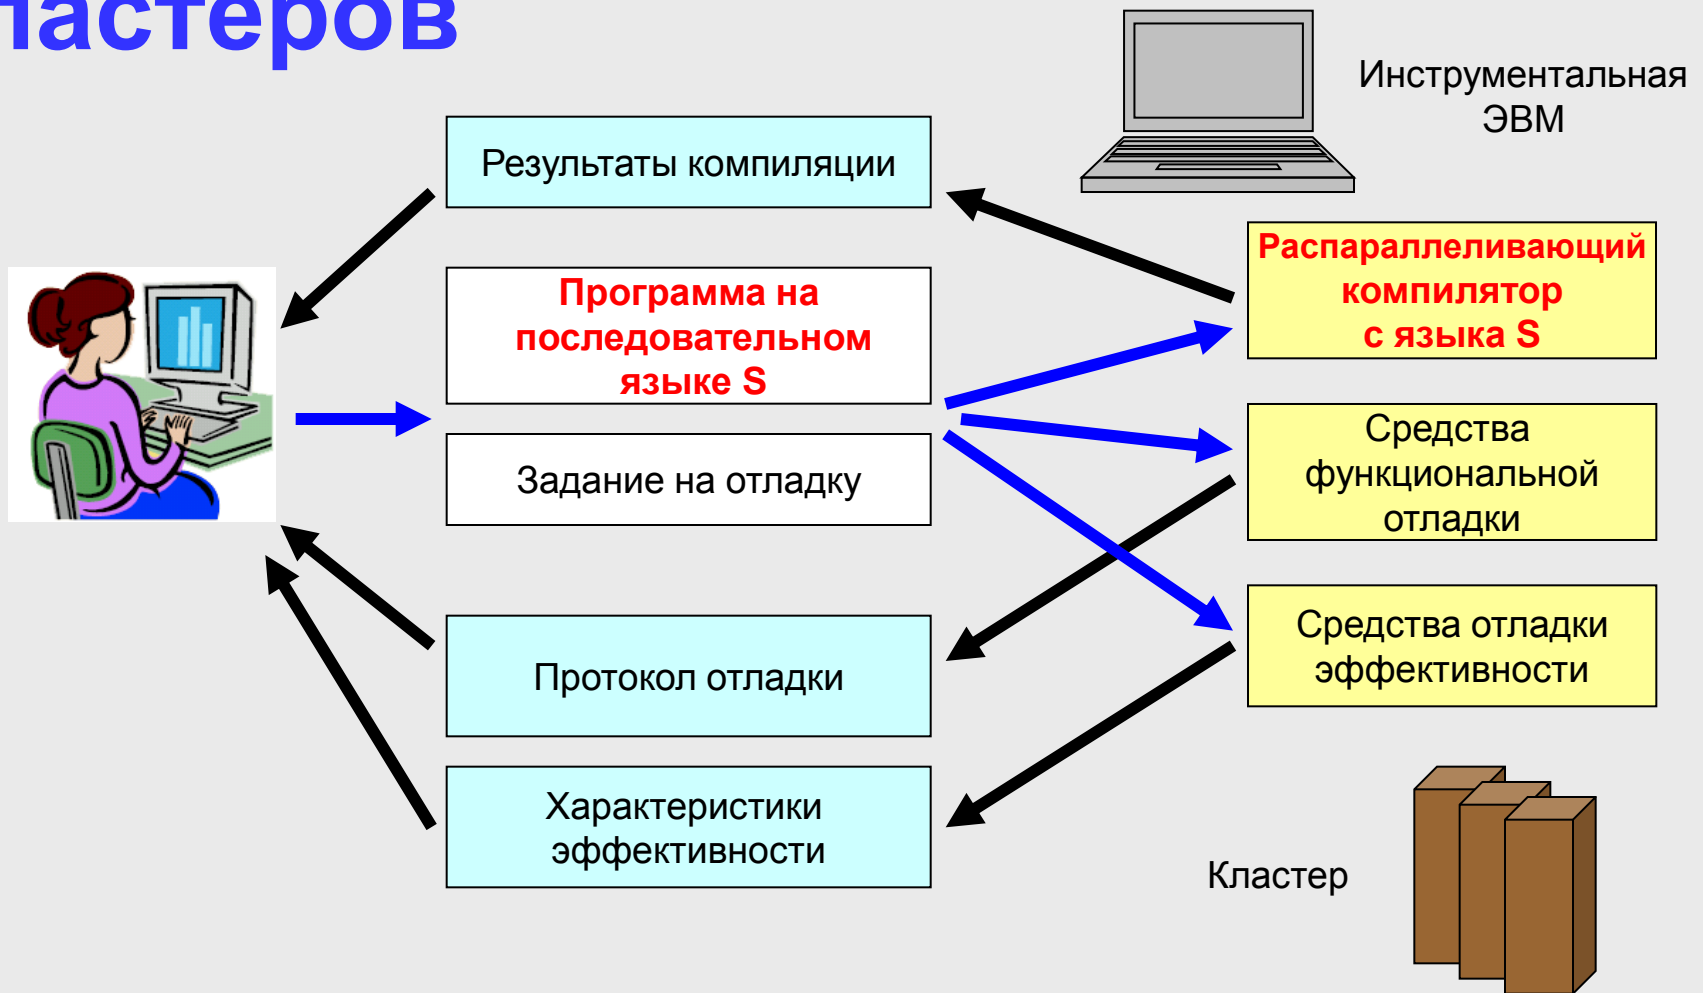 пастеров
Инструментальная
ЭВМ
Результаты компиляции
Распараллеливающий
компилятор
с языка S
Программа на
последовательном
языке S
Задание на отладку
Средства
функциональной
отладки
Протокол отладки
Средства отладки
эффективности
Характеристики
эффективности
Кластер